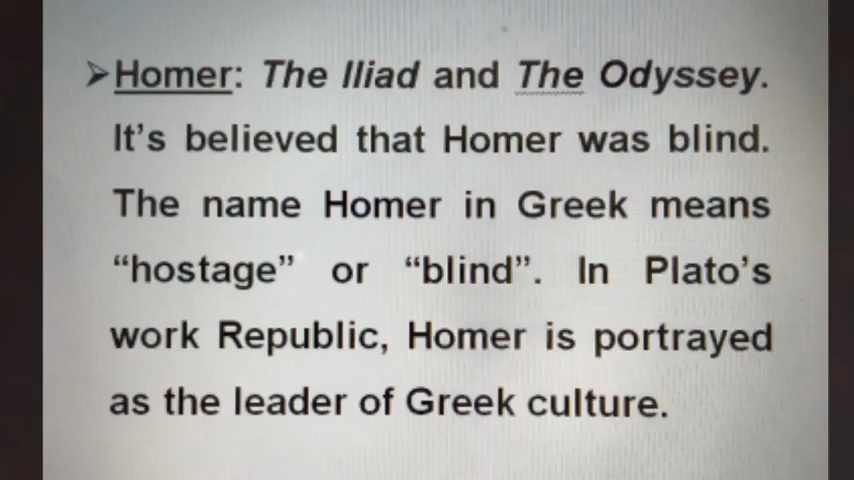 ➢Homer: The Iliad and The Odyssey.
It’s believed that Homer was blind.
The name Homer in Greek means
“hostage” or “blind”. In Plato’s
work Republic, Homer is portrayed
as the leader of Greek culture.